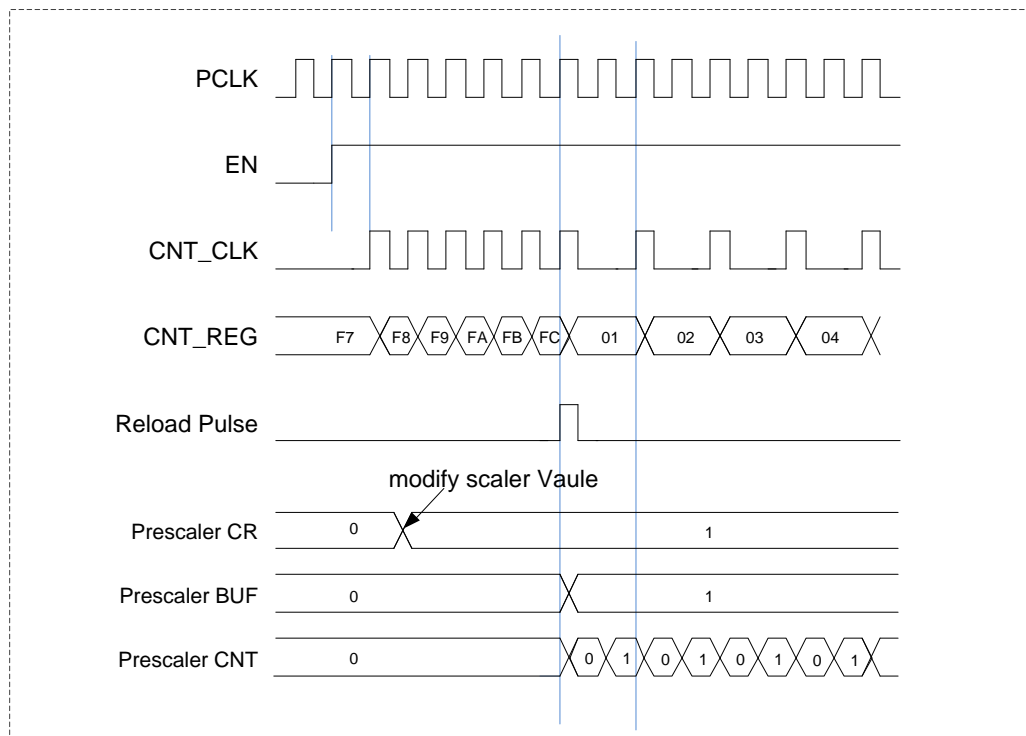 PCLK
EN
CNT_CLK
CNT_REG F7 F8 F9 FA FB FC 01 02 03 04
Reload Pulse
modify scaler Vaule
Prescaler CR 0 1
Prescaler BUF 0 1
Prescaler CNT 0 0 1 0 1 0 1 0 1